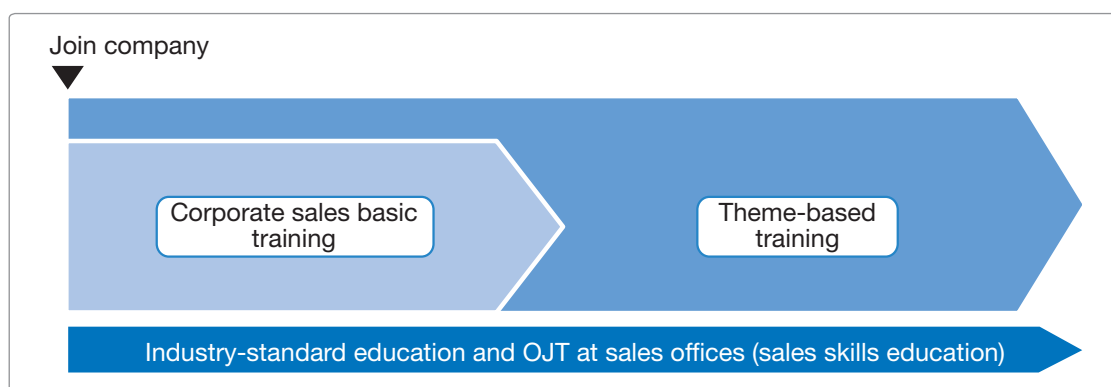 Join company
Corporate sales basic
training
Theme-based
training
Industry-standard education and OJT at sales offices (sales skills education)